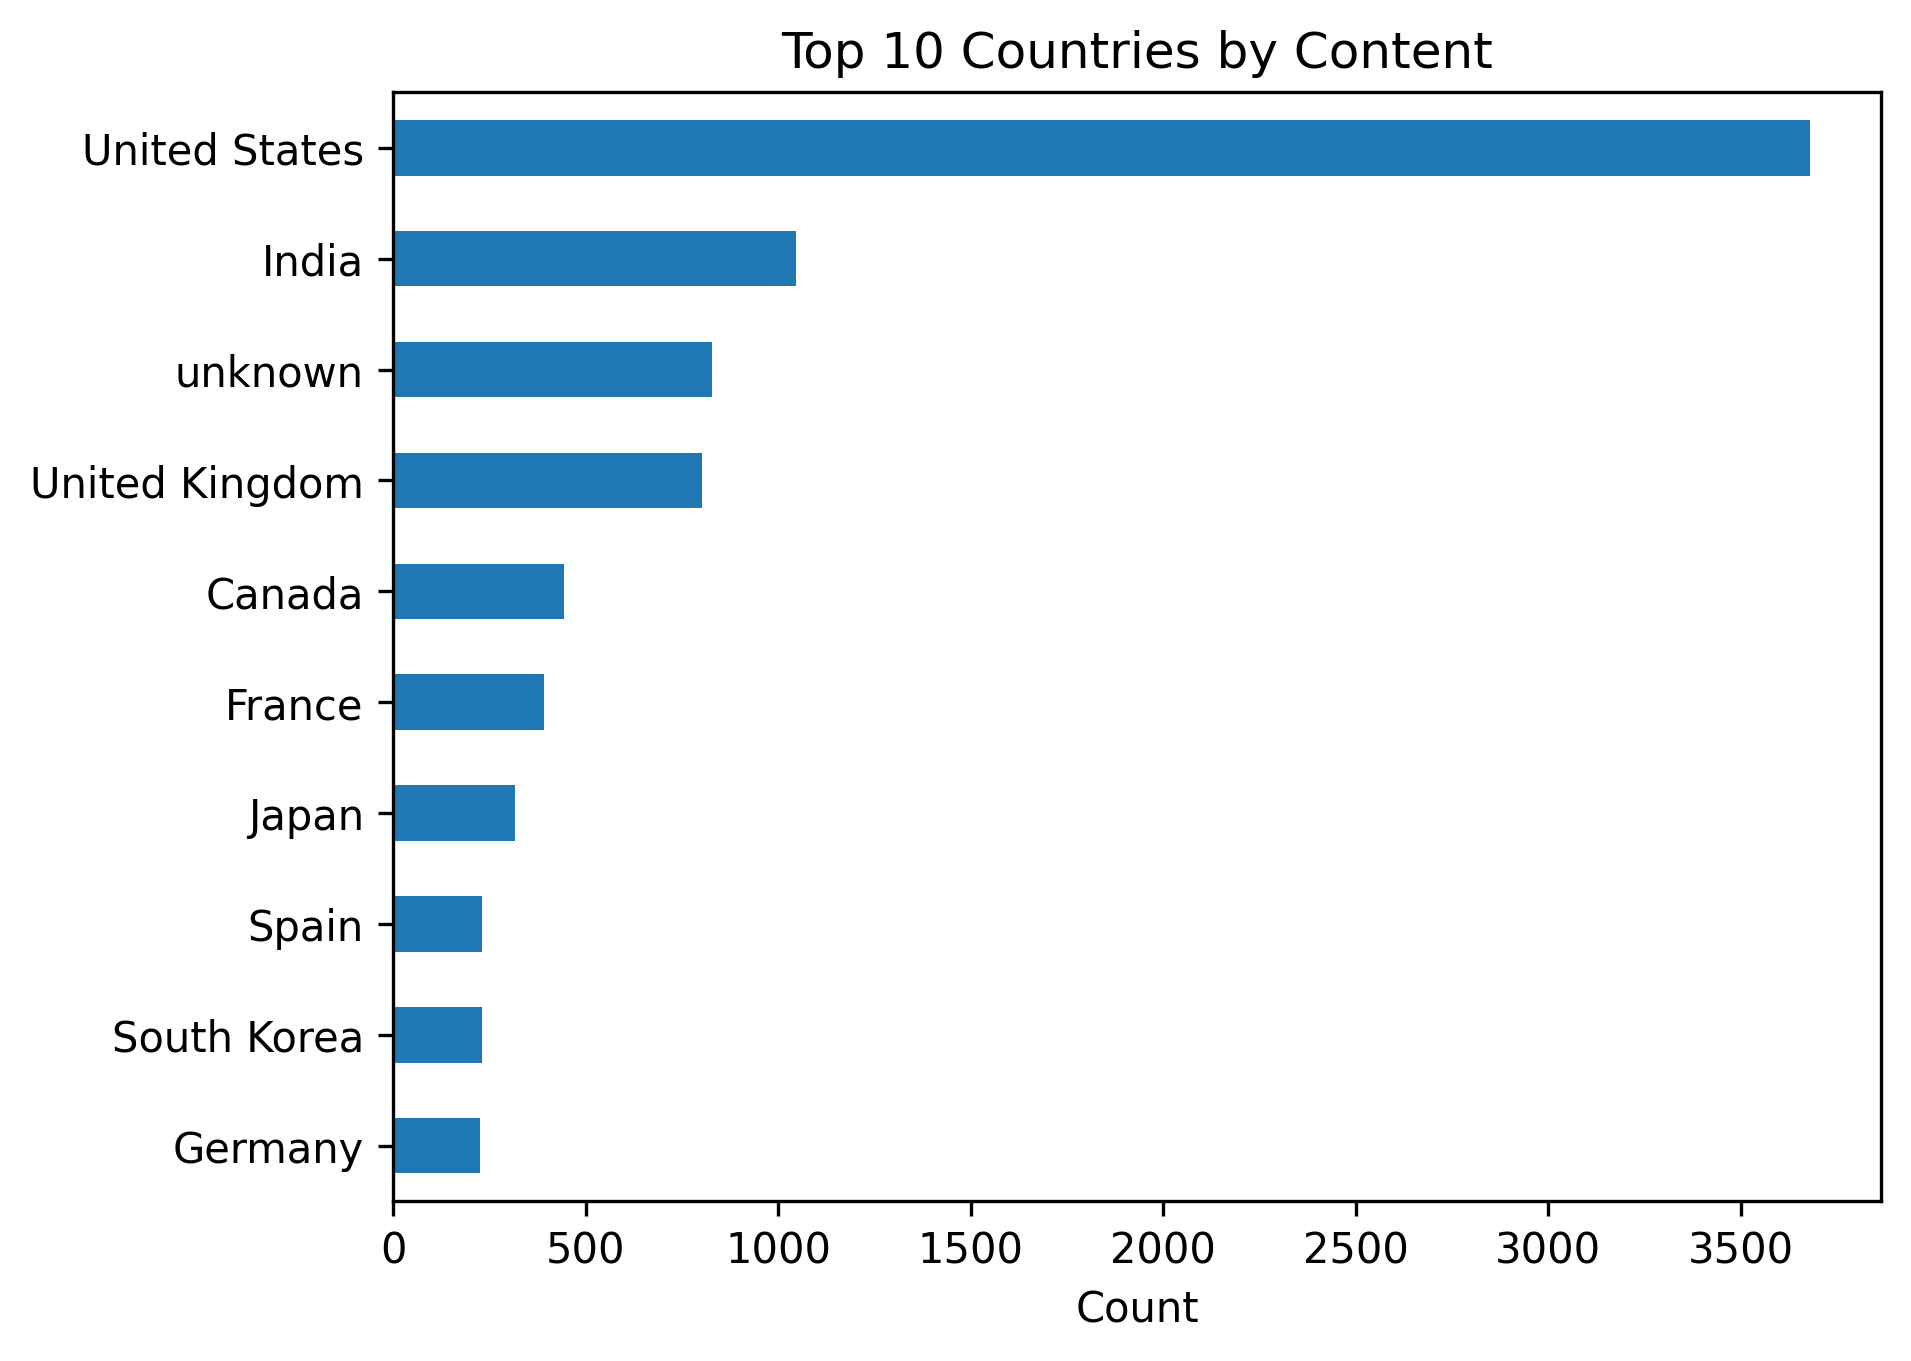 Top 10 Countries by Content
United States
India
unknown
United Kingdom
Canada
France
Japan
Spain
South Korea
Germany
0 500 1000 1500 2000 2500 3000 3500
Count